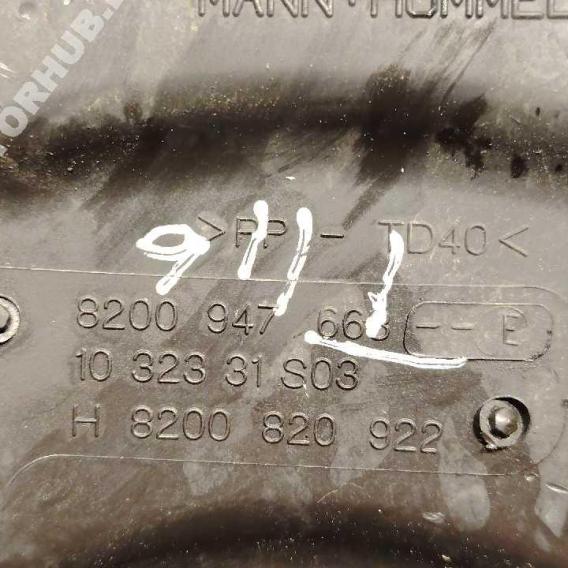 MANN+HUMMEL
>PP-TD40<
8200 947 663 -- E
10 323 31 S03
H 8200 820 922